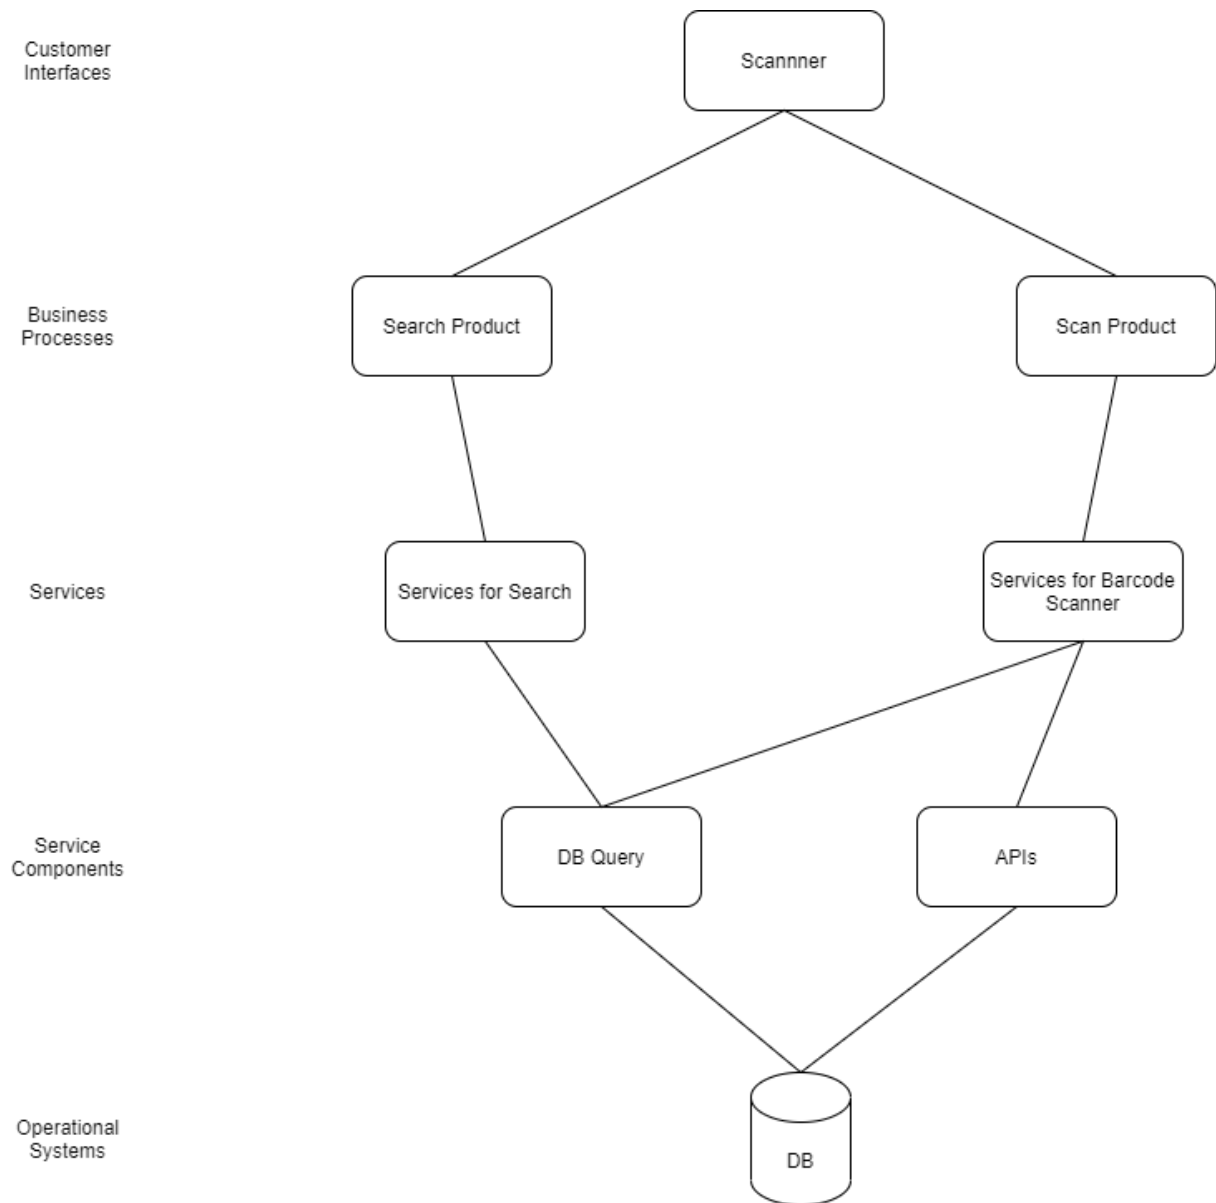 Customer
Interfaces
Scannner
Business
Processes
Search Product
Scan Product
Services
Services for Search
Services for Barcode
Scanner
Service
Components
DB Query
APIs
Operational
Systems
DB